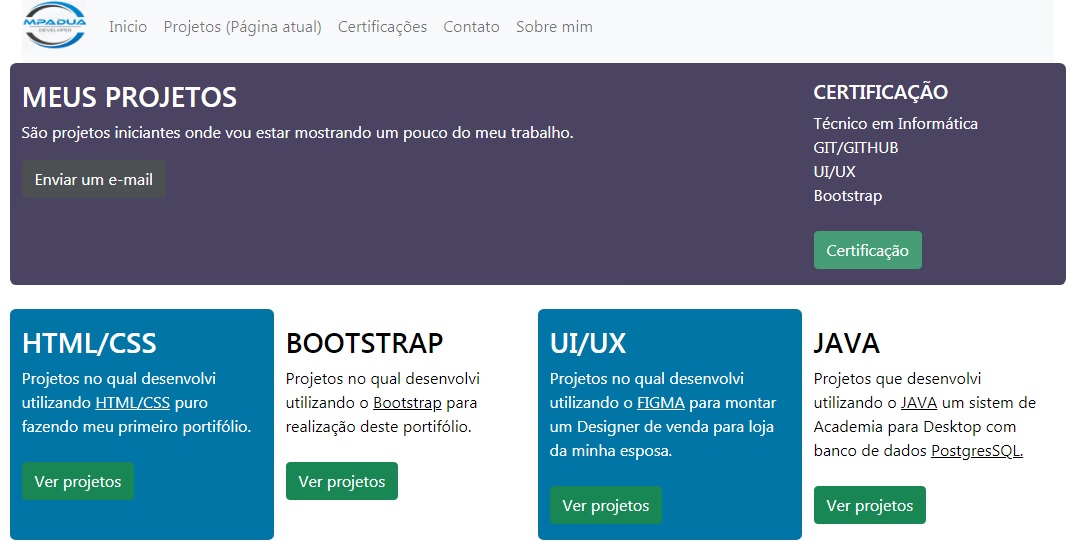 MPADUA
DEVELOPER
Inicio Projetos (Página atual) Certificações Contato Sobre mim
MEUS PROJETOS
São projetos iniciantes onde vou estar mostrando um pouco do meu trabalho.
Enviar um e-mail
CERTIFICAÇÃO
Técnico em Informática
GIT/GITHUB
UI/UX
Bootstrap
Certificação
HTML/CSS
Projetos no qual desenvolvi
utilizando HTML/CSS puro
fazendo meu primeiro portifólio.
Ver projetos
BOOTSTRAP
Projetos no qual desenvolvi
utilizando o Bootstrap para
realização deste portifólio.
Ver projetos
UI/UX
Projetos no qual desenvolvi
utilizando o FIGMA para montar
um Designer de venda para loja
da minha esposa.
Ver projetos
JAVA
Projetos que desenvolvi
utilizando o JAVA um sistem de
Academia para Desktop com
banco de dados PostgresSQL.
Ver projetos